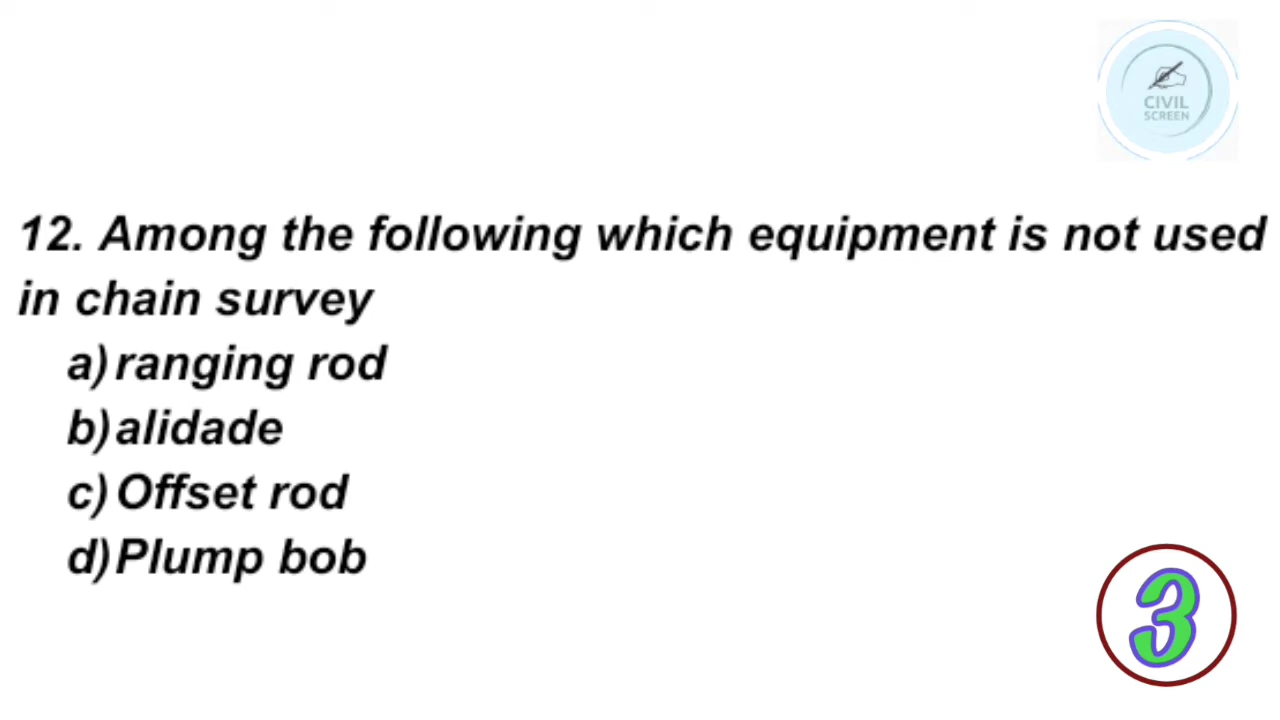 CIVIL
SCREEN
12. Among the following which equipment is not used
in chain survey
a) ranging rod
b) alidade
c) Offset rod
d) Plump bob
3